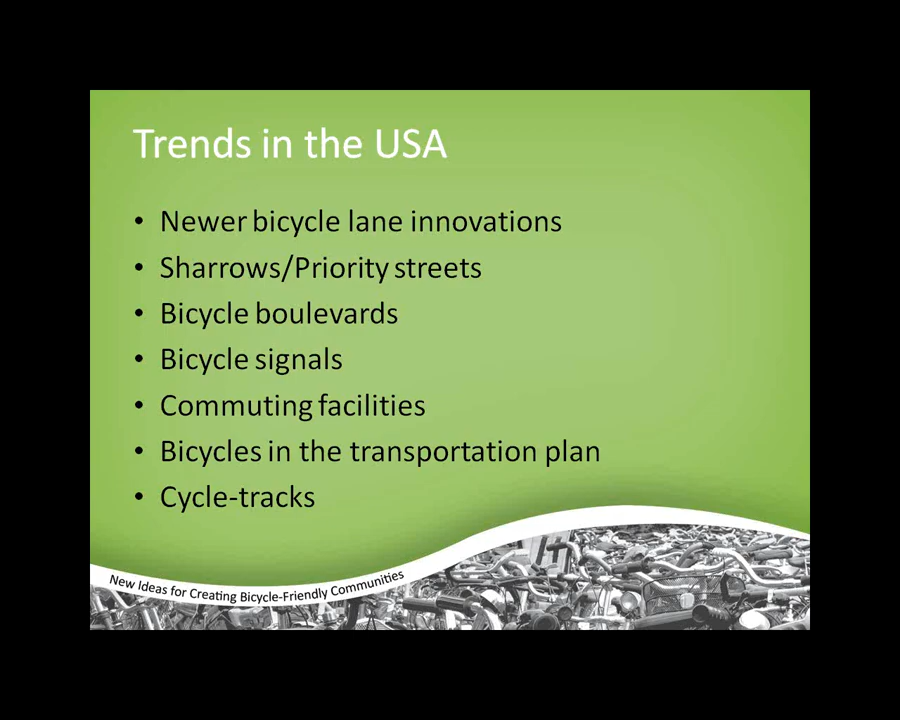 Trends in the USA
• Newer bicycle lane innovations
• Sharrows/Priority streets
• Bicycle boulevards
• Bicycle signals
• Commuting facilities
• Bicycles in the transportation plan
• Cycle-tracks
New Ideas for Creating Bicycle-Friendly Communities